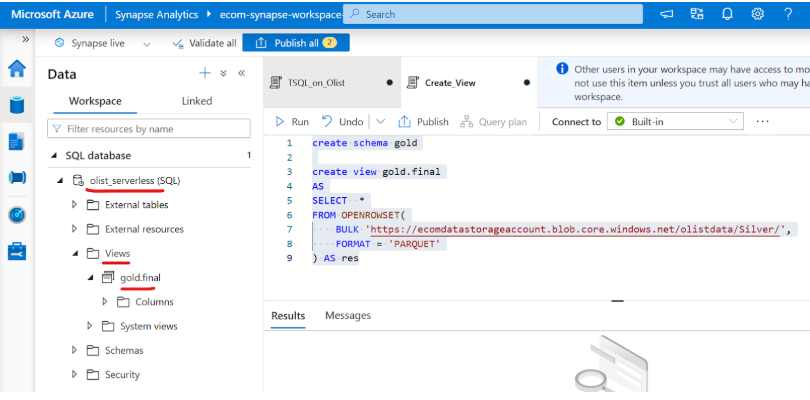 Microsoft Azure | Synapse Analytics ▸ ecom-synapse-workspace- Search
» Synapse live Validate all Publish all 2
Data
Workspace Linked
Filter resources by name
SQL database 1
olist_serverless (SQL)
External tables
External resources
Views
gold.final
Columns
System views
Schemas
Security
TSQL_on_Olist Create_View
Other users in your workspace may have access to mo
not use this item unless you trust all users who may ha
workspace.
Run Undo Publish Query plan Connect to Built-in ...
1 create schema gold
2
3 create view gold.final
4 AS
5 SELECT *
6 FROM OPENROWSET(
7 BULK 'https://ecomdatastorageaccount.blob.core.windows.net/olistdata/Silver/',
8 FORMAT = 'PARQUET'
9 ) AS res
Results Messages